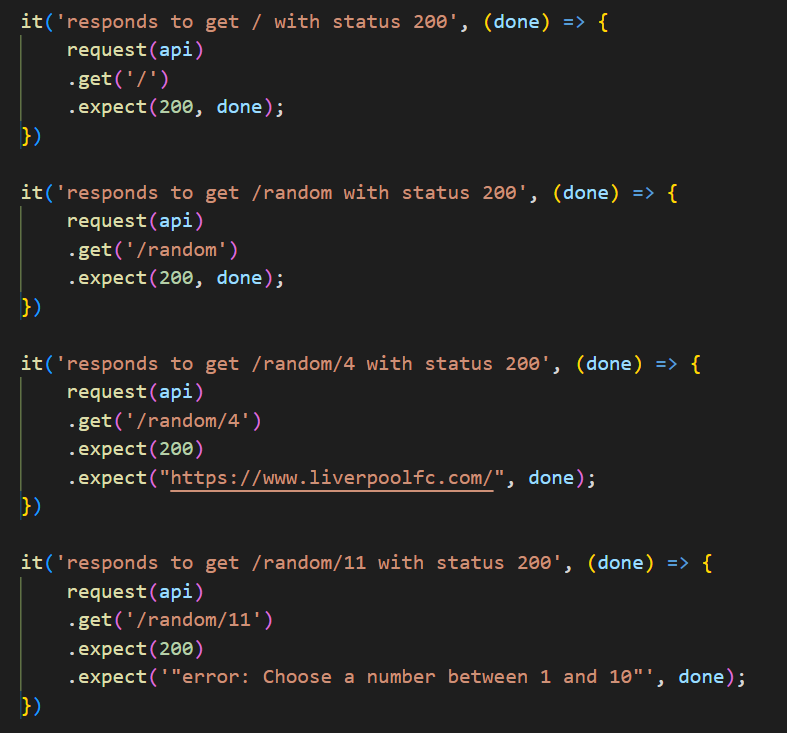 it('responds to get / with status 200', (done) => {
    request(api)
    .get('/')
    .expect(200, done);
})

it('responds to get /random with status 200', (done) => {
    request(api)
    .get('/random')
    .expect(200, done);
})

it('responds to get /random/4 with status 200', (done) => {
    request(api)
    .get('/random/4')
    .expect(200)
    .expect("https://www.liverpoolfc.com/", done);
})

it('responds to get /random/11 with status 200', (done) => {
    request(api)
    .get('/random/11')
    .expect(200)
    .expect('"error: Choose a number between 1 and 10"', done);
})